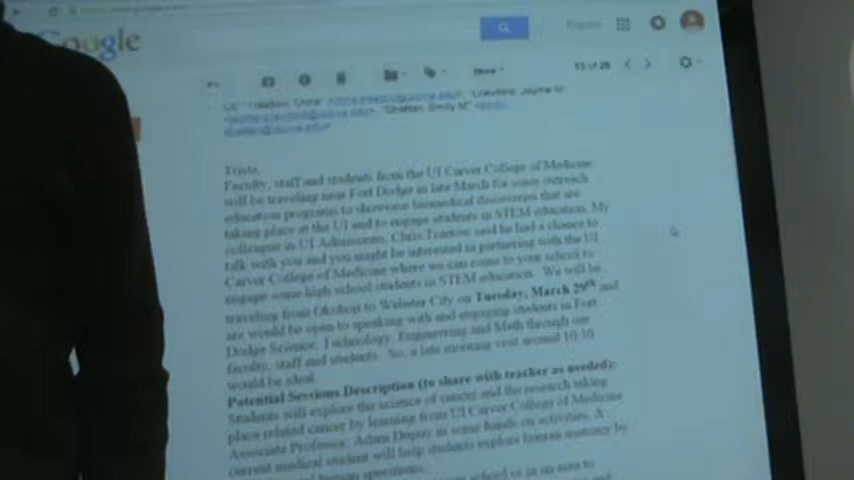 Google
More
15 of 26
Faculty, staff and students from the UI Carver College of Medicine
will be traveling near Fort Dodge in late March for some outreach
education programs to showcase biomedical discoveries that are
taking place at the UI and to engage students in STEM education. My
colleague in UI Admissions, Chris said he had a chance to
talk with you and you might be interested in partnering with the UI
Carver College of Medicine where we can come to your school to
engage some high school students in STEM education. We will be
traveling from Okoboji to Webster City on Tuesday, March 29th and
are would be open to speaking with and engaging students in Fort
Dodge Science, Technology, Engineering and Math through our
faculty, staff and students. So, a late morning visit around 10:30
would be ideal.
Potential Sessions Description (to share with teacher as needed):
Students will explore the science of cancer and the research taking
place related cancer by learning from UI Carver College of Medicine
Associate Professor, Adam Dupuy in some hands on activities. A
current medical student will help students explore human anatomy by
human specimens.